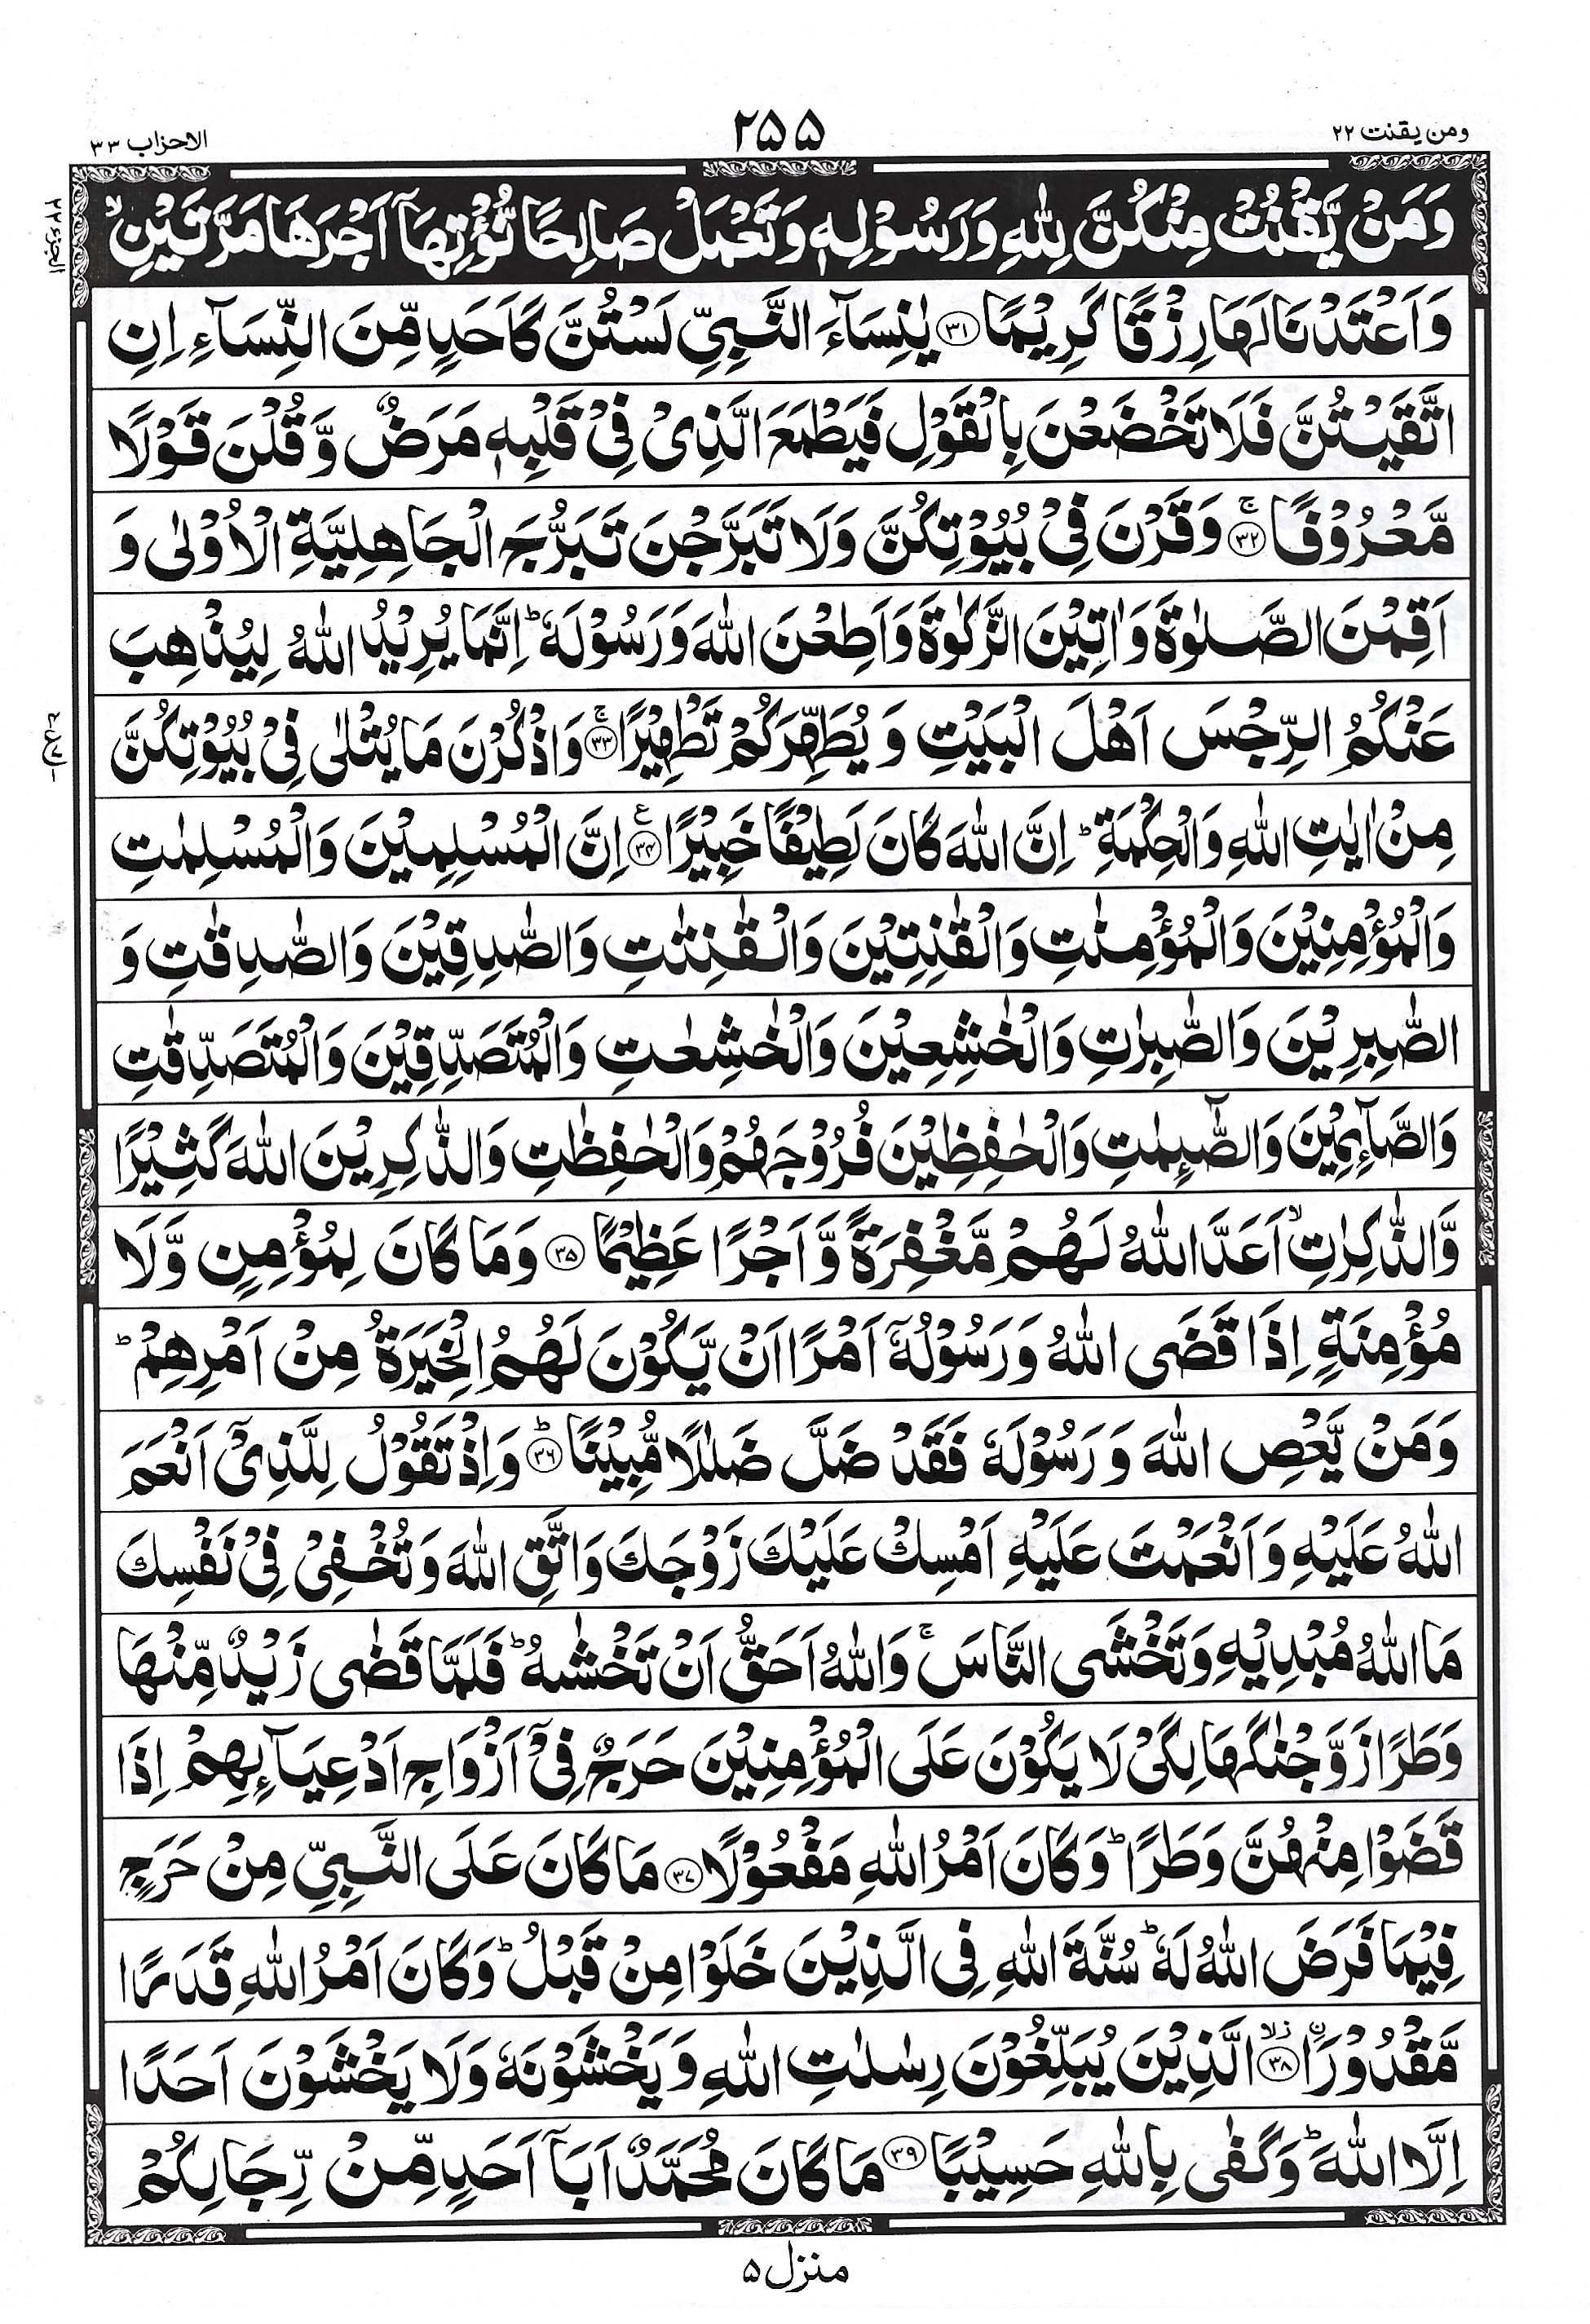 ومن يقنت ٢٢
٢٥٥
الاحزاب ٣٣
وَمَنْ يَّقْنُتْ مِنْكُنَّ لِلّٰهِ وَرَسُوْلِهٖ وَتَعْمَلْ صَالِحًا نُّؤْتِهَآ اَجْرَهَا مَرَّتَيْنِۙ
وَاَعْتَدْنَا لَهَا رِزْقًا كَرِيْمًا ﴿٣١﴾ يٰنِسَآءَ النَّبِيِّ لَسْتُنَّ كَاَحَدٍ مِّنَ النِّسَآءِ اِنِ
اتَّقَيْتُنَّ فَلَا تَخْضَعْنَ بِالْقَوْلِ فَيَطْمَعَ الَّذِىْ فِىْ قَلْبِهٖ مَرَضٌ وَّقُلْنَ قَوْلًا
مَّعْرُوْفًا ﴿٣٢﴾ۚ وَقَرْنَ فِىْ بُيُوْتِكُنَّ وَلَا تَبَرَّجْنَ تَبَرُّجَ الْجَاهِلِيَّةِ الْاُوْلٰى وَ
اَقِمْنَ الصَّلٰوةَ وَاٰتِيْنَ الزَّكٰوةَ وَاَطِعْنَ اللّٰهَ وَرَسُوْلَهٗ ؕ اِنَّمَا يُرِيْدُ اللّٰهُ لِيُذْهِبَ
عَنْكُمُ الرِّجْسَ اَهْلَ الْبَيْتِ وَيُطَهِّرَكُمْ تَطْهِيْرًا ﴿٣٣﴾ۚ وَاذْكُرْنَ مَا يُتْلٰى فِىْ بُيُوْتِكُنَّ
مِنْ اٰيٰتِ اللّٰهِ وَالْحِكْمَةِ ؕ اِنَّ اللّٰهَ كَانَ لَطِيْفًا خَبِيْرًا ﴿٣٤﴾ ع اِنَّ الْمُسْلِمِيْنَ وَالْمُسْلِمٰتِ
وَالْمُؤْمِنِيْنَ وَالْمُؤْمِنٰتِ وَالْقٰنِتِيْنَ وَالْقٰنِتٰتِ وَالصّٰدِقِيْنَ وَالصّٰدِقٰتِ وَ
الصّٰبِرِيْنَ وَالصّٰبِرٰتِ وَالْخٰشِعِيْنَ وَالْخٰشِعٰتِ وَالْمُتَصَدِّقِيْنَ وَالْمُتَصَدِّقٰتِ
وَالصَّآئِمِيْنَ وَالصّٰٓئِمٰتِ وَالْحٰفِظِيْنَ فُرُوْجَهُمْ وَالْحٰفِظٰتِ وَالذّٰكِرِيْنَ اللّٰهَ كَثِيْرًا
وَّالذّٰكِرٰتِۙ اَعَدَّ اللّٰهُ لَهُمْ مَّغْفِرَةً وَّاَجْرًا عَظِيْمًا ﴿٣٥﴾ وَمَا كَانَ لِمُؤْمِنٍ وَّلَا
مُؤْمِنَةٍ اِذَا قَضَى اللّٰهُ وَرَسُوْلُهٗٓ اَمْرًا اَنْ يَّكُوْنَ لَهُمُ الْخِيَرَةُ مِنْ اَمْرِهِمْ ؕ
وَمَنْ يَّعْصِ اللّٰهَ وَرَسُوْلَهٗ فَقَدْ ضَلَّ ضَلٰلًا مُّبِيْنًا ﴿٣٦﴾ؕ وَاِذْ تَقُوْلُ لِلَّذِىْٓ اَنْعَمَ
اللّٰهُ عَلَيْهِ وَاَنْعَمْتَ عَلَيْهِ اَمْسِكْ عَلَيْكَ زَوْجَكَ وَاتَّقِ اللّٰهَ وَتُخْفِىْ فِىْ نَفْسِكَ
مَا اللّٰهُ مُبْدِيْهِ وَتَخْشَى النَّاسَۚ وَاللّٰهُ اَحَقُّ اَنْ تَخْشٰىهُ ؕ فَلَمَّا قَضٰى زَيْدٌ مِّنْهَا
وَطَرًا زَوَّجْنٰكَهَا لِكَىْ لَا يَكُوْنَ عَلَى الْمُؤْمِنِيْنَ حَرَجٌ فِىْٓ اَزْوَاجِ اَدْعِيَآئِهِمْ اِذَا
قَضَوْا مِنْهُنَّ وَطَرًا ؕ وَكَانَ اَمْرُ اللّٰهِ مَفْعُوْلًا ﴿٣٧﴾ مَا كَانَ عَلَى النَّبِيِّ مِنْ حَرَجٍ
فِيْمَا فَرَضَ اللّٰهُ لَهٗ ؕ سُنَّةَ اللّٰهِ فِى الَّذِيْنَ خَلَوْا مِنْ قَبْلُ ؕ وَكَانَ اَمْرُ اللّٰهِ قَدَرًا
مَّقْدُوْرَاۨ ﴿٣٨﴾ زلا الَّذِيْنَ يُبَلِّغُوْنَ رِسٰلٰتِ اللّٰهِ وَيَخْشَوْنَهٗ وَلَا يَخْشَوْنَ اَحَدًا
اِلَّا اللّٰهَ ؕ وَكَفٰى بِاللّٰهِ حَسِيْبًا ﴿٣٩﴾ مَا كَانَ مُحَمَّدٌ اَبَآ اَحَدٍ مِّنْ رِّجَالِكُمْ
الجزء ٢٢
منزل ٥